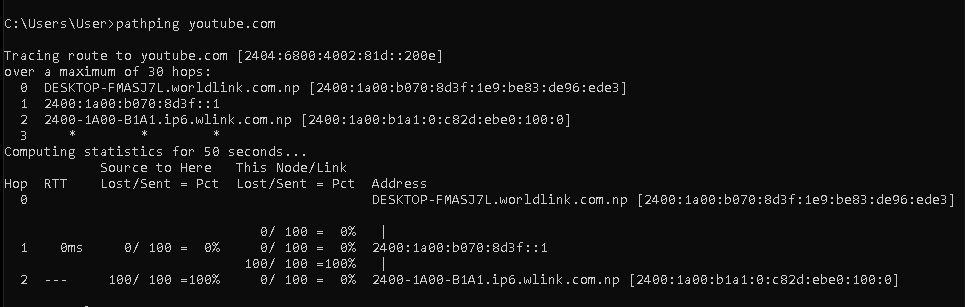 C:\Users\User>pathping youtube.com
Tracing route to youtube.com [2404:6800:4002:81d::200e]
over a maximum of 30 hops:
  0  DESKTOP-FMASJ7L.worldlink.com.np [2400:1a00:b070:8d3f:1e9:be83:de96:ede3]
  1  2400:1a00:b070:8d3f::1
  2  2400-1A00-B1A1.ip6.wlink.com.np [2400:1a00:b1a1:0:c82d:ebe0:100:0]
  3     *        *        *
Computing statistics for 50 seconds...
            Source to Here   This Node/Link
Hop  RTT    Lost/Sent = Pct  Lost/Sent = Pct  Address
  0                                           DESKTOP-FMASJ7L.worldlink.com.np [2400:1a00:b070:8d3f:1e9:be83:de96:ede3]
                                0/ 100 =  0%   |
  1    0ms     0/ 100 =  0%     0/ 100 =  0%  2400:1a00:b070:8d3f::1
                              100/ 100 =100%   |
  2  ---     100/ 100 =100%     0/ 100 =  0%  2400-1A00-B1A1.ip6.wlink.com.np [2400:1a00:b1a1:0:c82d:ebe0:100:0]